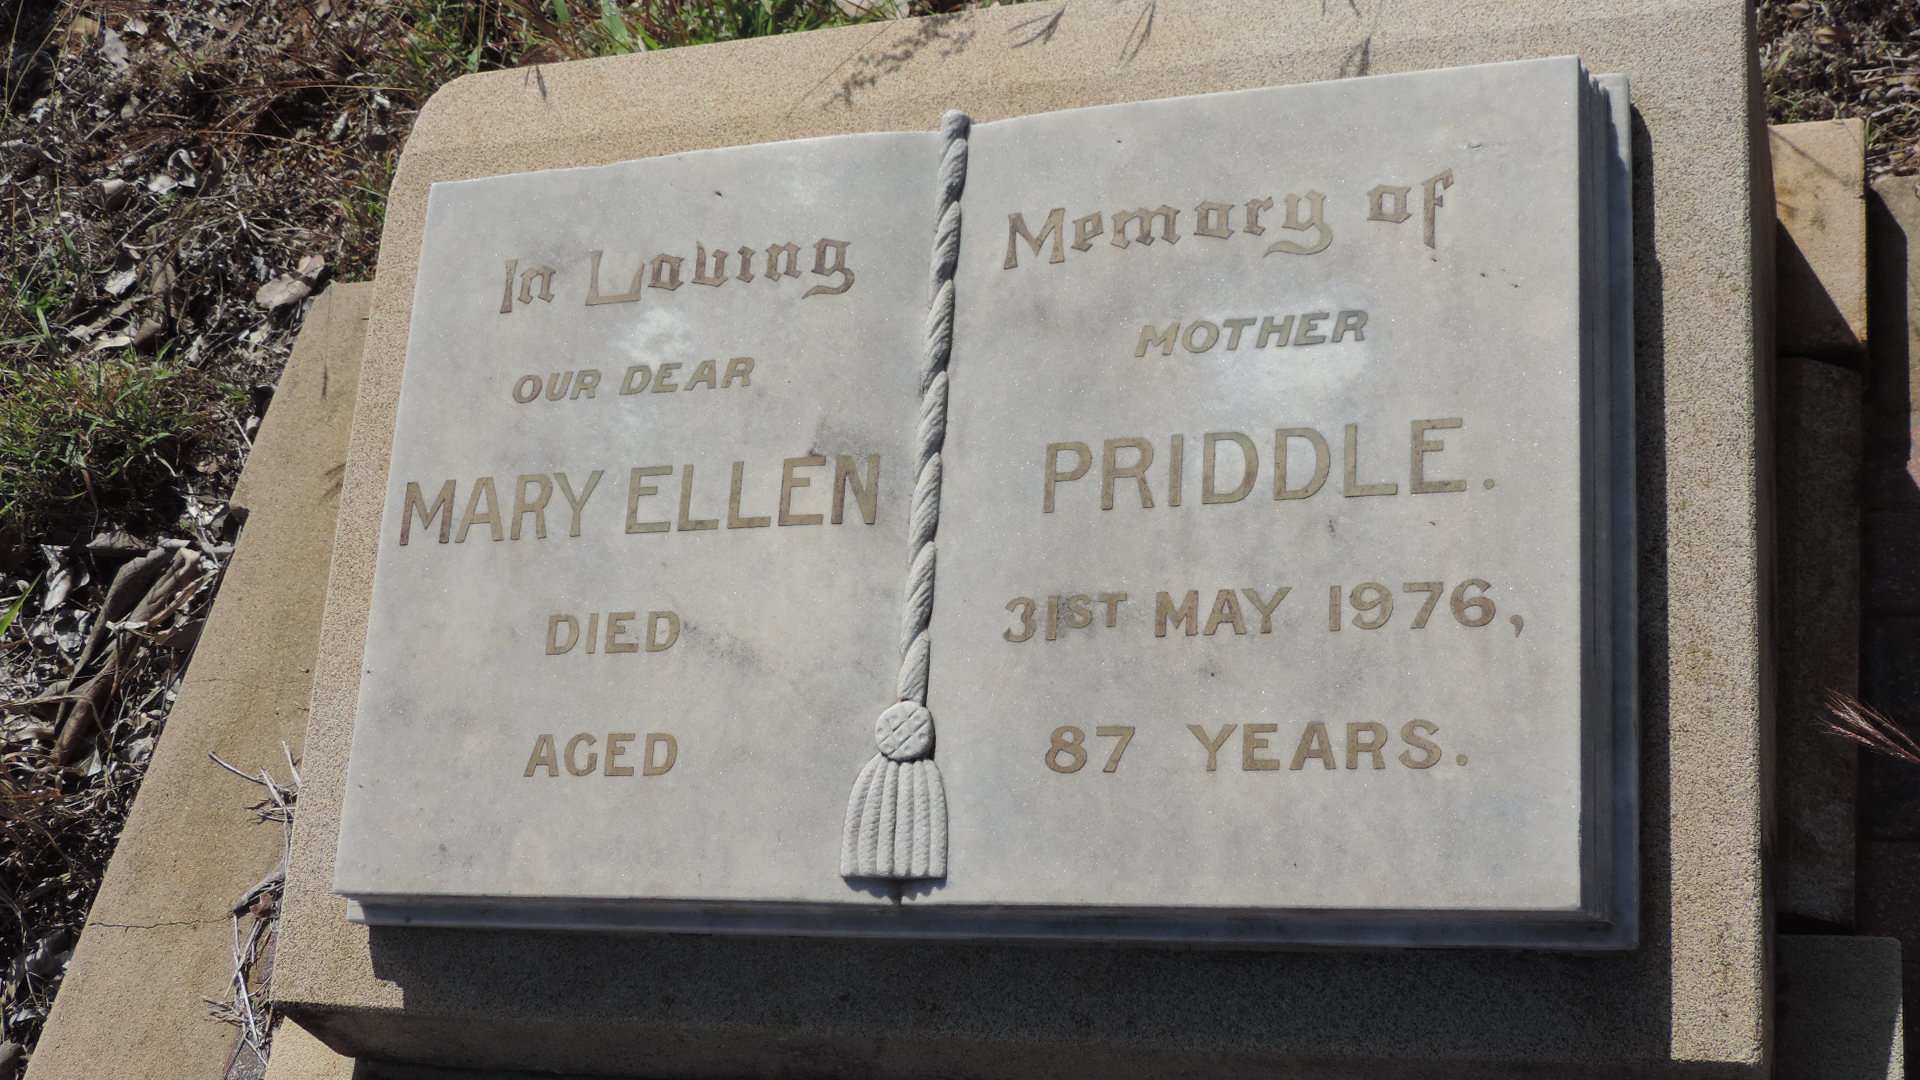 In Loving Memory of
OUR DEAR MOTHER
MARY ELLEN PRIDDLE.
DIED 31ST MAY 1976,
AGED 87 YEARS.